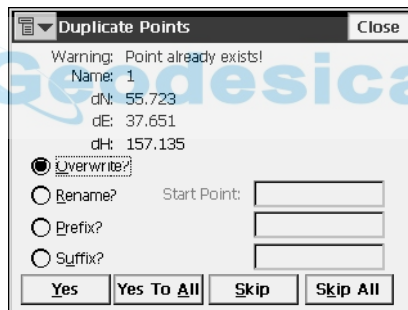 Duplicate Points Close
Warning: Point already exists!
Name: 1
dN: 55.723
dE: 37.651
dH: 157.135
Overwrite?
Rename? Start Point:
Prefix?
Suffix?
Yes Yes To All Skip Skip All
Geodesica